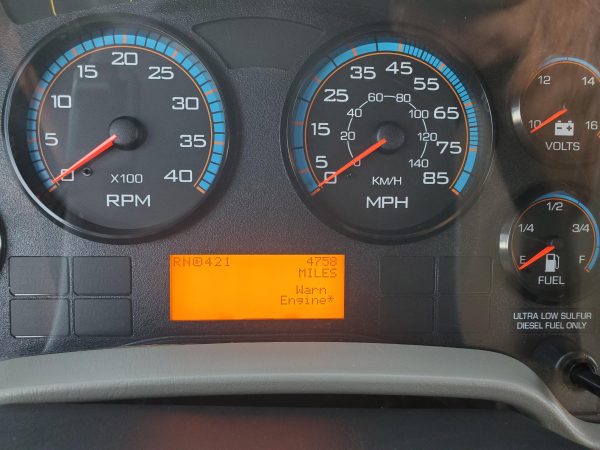 0
5
10
15
20
25
30
35
40
X100
RPM
0
5
15
25
35
45
55
65
75
85
0
20
40
60
80
100
120
140
KM/H
MPH
10
12
14
16
VOLTS
E
1/4
1/2
3/4
F
FUEL
4758
MILES
Warn
Engine*
ULTRA LOW SULFUR
DIESEL FUEL ONLY